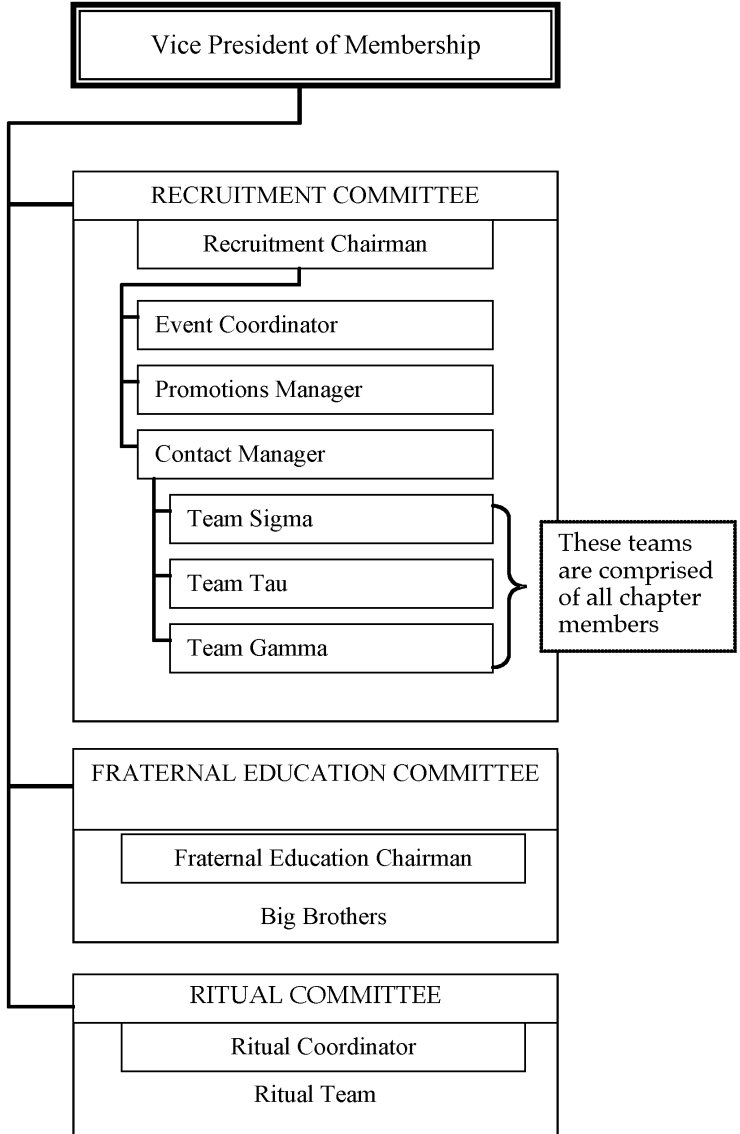 Vice President of Membership
RECRUITMENT COMMITTEE
Recruitment Chairman
Event Coordinator
Promotions Manager
Contact Manager
Team Sigma
Team Tau
Team Gamma
These teams
are comprised
of all chapter
members
FRATERNAL EDUCATION COMMITTEE
Fraternal Education Chairman
Big Brothers
RITUAL COMMITTEE
Ritual Coordinator
Ritual Team